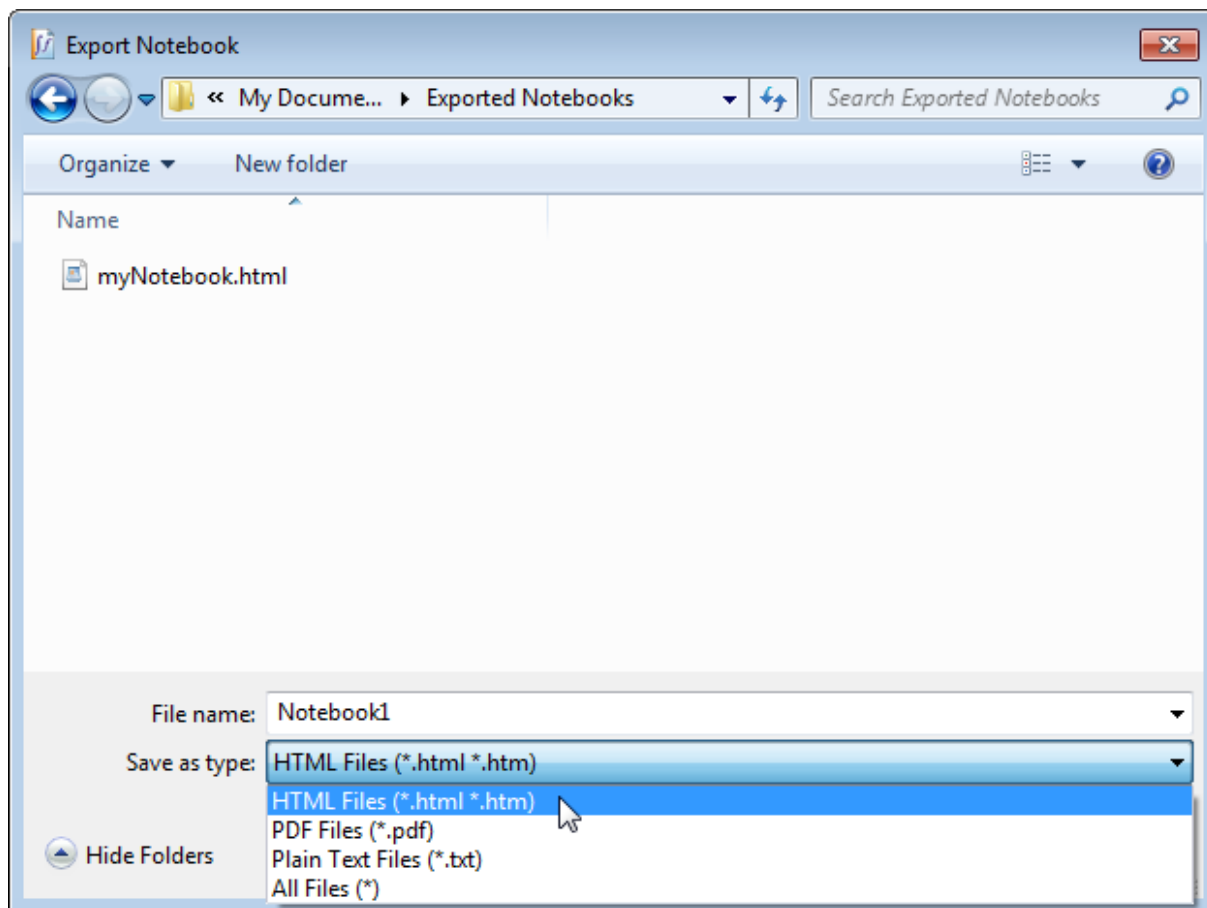 Export Notebook
« My Docume... Exported Notebooks Search Exported Notebooks
Organize New folder
Name
myNotebook.html
File name: Notebook1
Save as type: HTML Files (*.html *.htm)
HTML Files (*.html *.htm)
PDF Files (*.pdf)
Hide Folders
Plain Text Files (*.txt)
All Files (*)